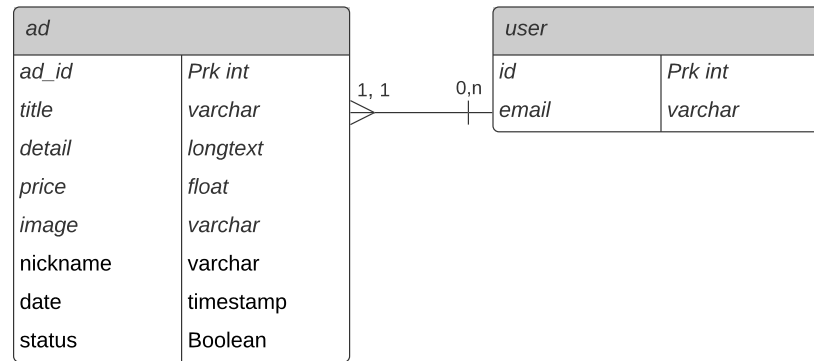 ad
ad_id Prk int
title varchar
detail longtext
price float
image varchar
nickname varchar
date timestamp
status Boolean
1, 1 0,n
user
id Prk int
email varchar